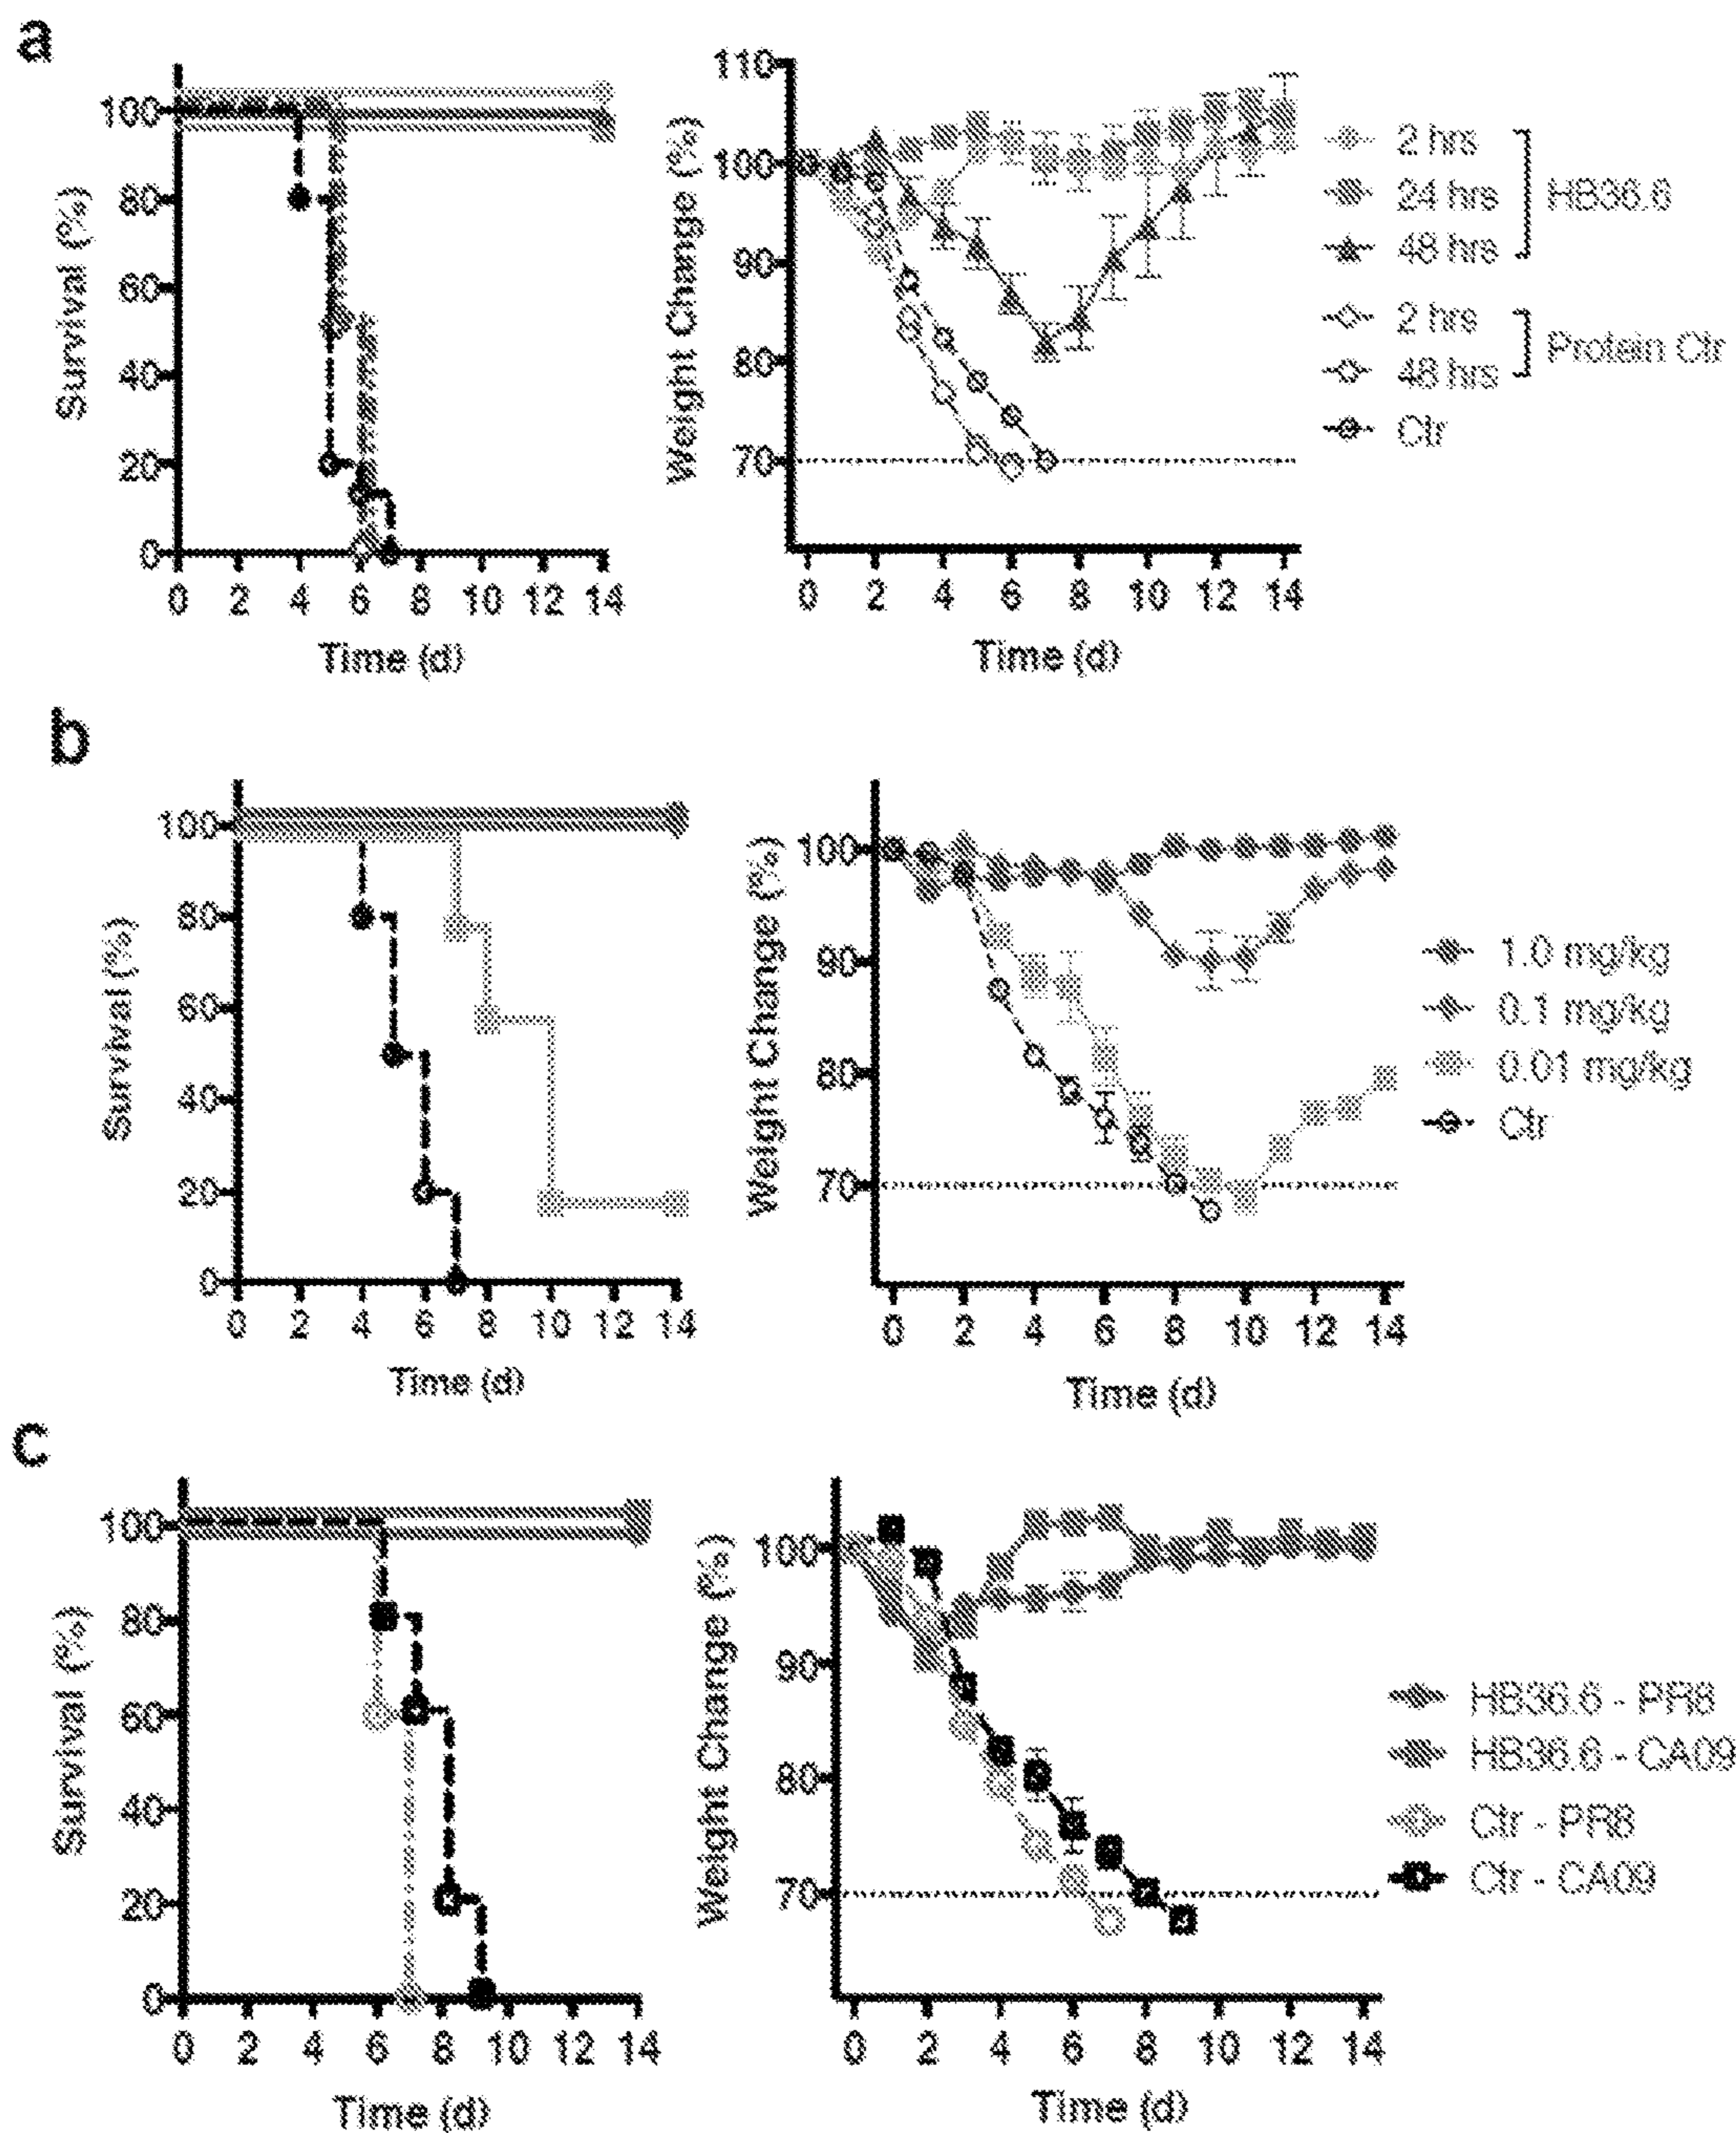 a
Survival (%)
100
80
60
40
20
0
0 2 4 6 8 10 12 14
Time (d)
Weight Change (%)
110
100
90
80
70
0 2 4 6 8 10 12 14
Time (d)
2 hrs
24 hrs
48 hrs
HB36.6
2 hrs
48 hrs
Protein Ctr
Ctr
b
Survival (%)
100
80
60
40
20
0
0 2 4 6 8 10 12 14
Time (d)
Weight Change (%)
100
90
80
70
0 2 4 6 8 10 12 14
Time (d)
1.0 mg/kg
0.1 mg/kg
0.01 mg/kg
Ctr
c
Survival (%)
100
80
60
40
20
0
0 2 4 6 8 10 12 14
Time (d)
Weight Change (%)
100
90
80
70
0 2 4 6 8 10 12 14
Time (d)
HB36.6 - PR8
HB36.6 - CA09
Ctr - PR8
Ctr - CA09